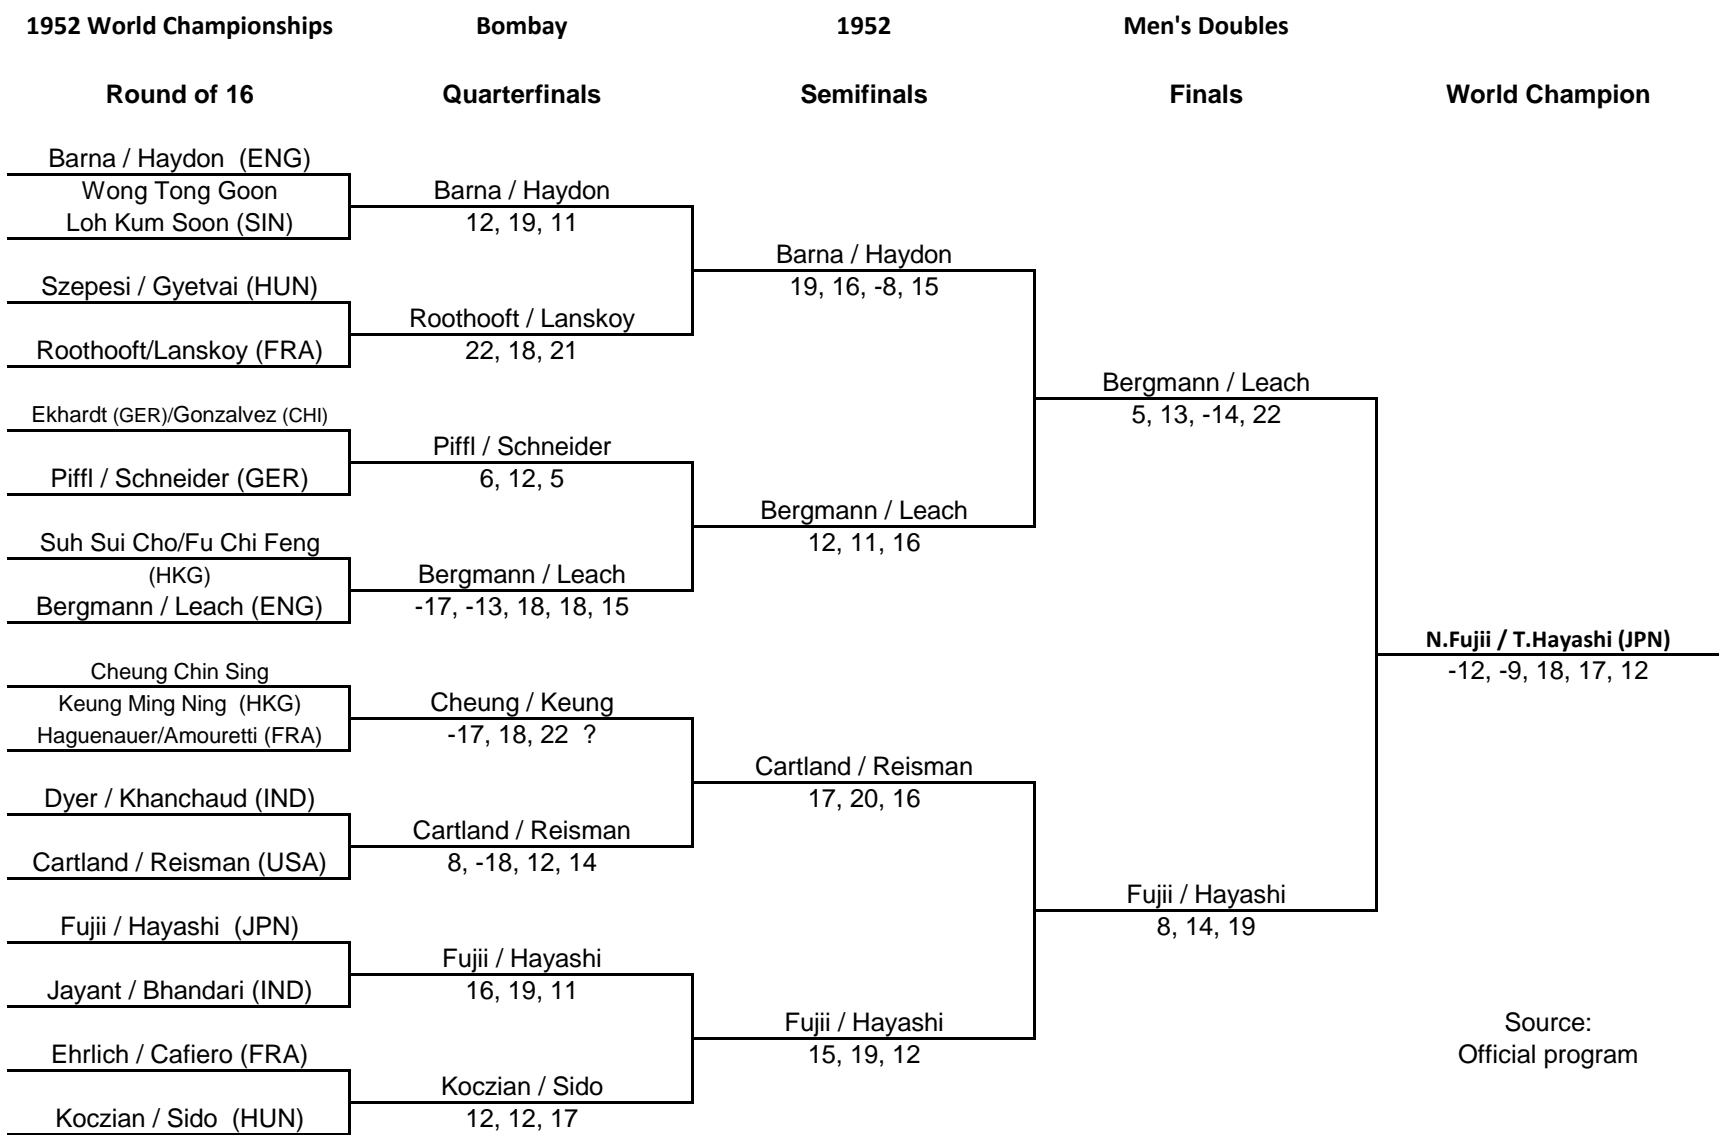 1952 World Championships Bombay 1952 Men's Doubles
Round of 16 Quarterfinals Semifinals Finals World Champion
Barna / Haydon (ENG)
Wong Tong Goon
Loh Kum Soon (SIN)
Szepesi / Gyetvai (HUN)
Roothooft/Lanskoy (FRA)
Ekhardt (GER)/Gonzalvez (CHI)
Piffl / Schneider (GER)
Suh Sui Cho/Fu Chi Feng
(HKG)
Bergmann / Leach (ENG)
Cheung Chin Sing
Keung Ming Ning (HKG)
Haguenauer/Amouretti (FRA)
Dyer / Khanchaud (IND)
Cartland / Reisman (USA)
Fujii / Hayashi (JPN)
Jayant / Bhandari (IND)
Ehrlich / Cafiero (FRA)
Koczian / Sido (HUN)
Barna / Haydon
12, 19, 11
Roothooft / Lanskoy
22, 18, 21
Piffl / Schneider
6, 12, 5
Bergmann / Leach
-17, -13, 18, 18, 15
Cheung / Keung
-17, 18, 22 ?
Cartland / Reisman
8, -18, 12, 14
Fujii / Hayashi
16, 19, 11
Koczian / Sido
12, 12, 17
Barna / Haydon
19, 16, -8, 15
Bergmann / Leach
12, 11, 16
Cartland / Reisman
17, 20, 16
Fujii / Hayashi
15, 19, 12
Bergmann / Leach
5, 13, -14, 22
Fujii / Hayashi
8, 14, 19
N.Fujii / T.Hayashi (JPN)
-12, -9, 18, 17, 12
Source:
Official program